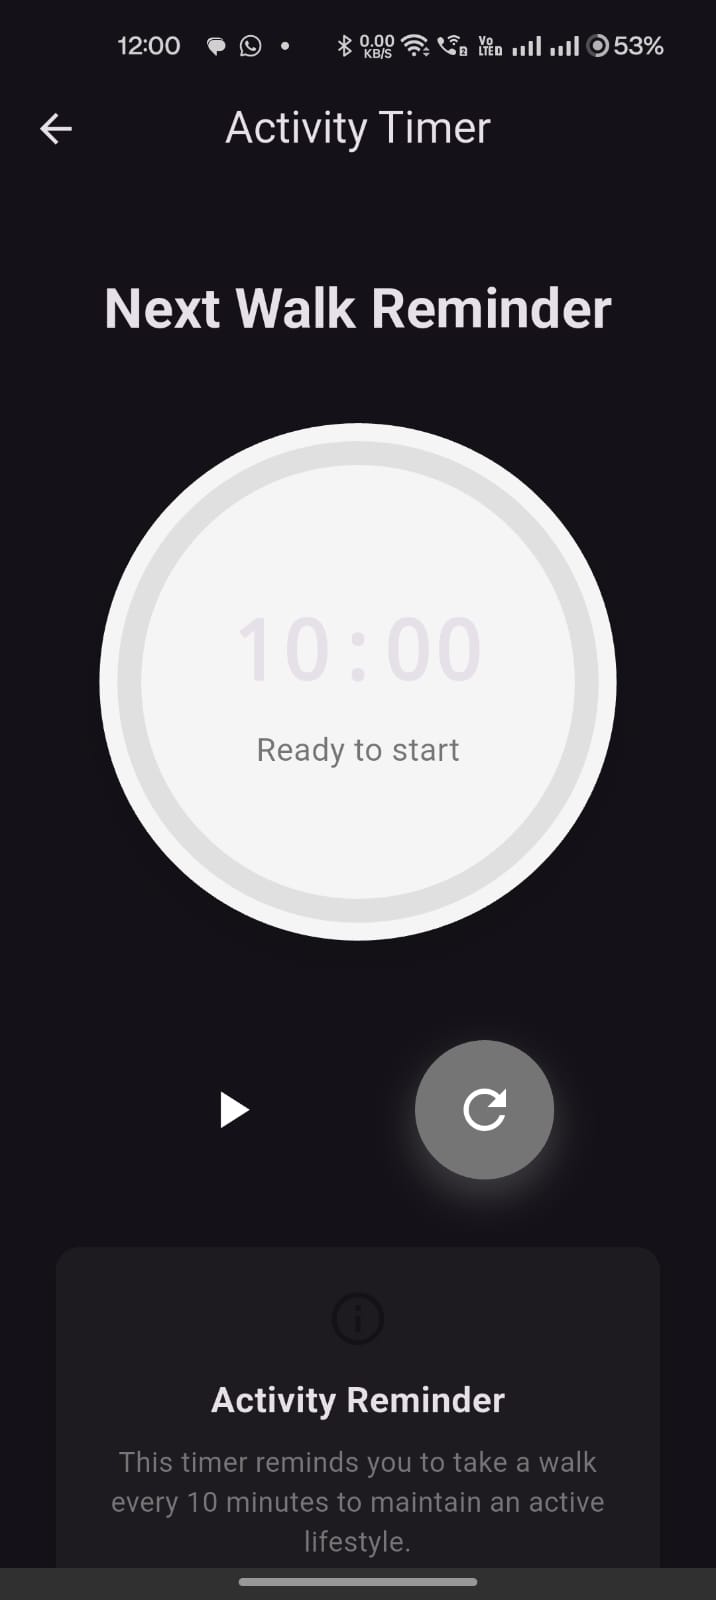 12:00 0.00 KB/S Vo LTE D 2 53%
Activity Timer
Next Walk Reminder
10:00
Ready to start
Activity Reminder
This timer reminds you to take a walk
every 10 minutes to maintain an active
lifestyle.